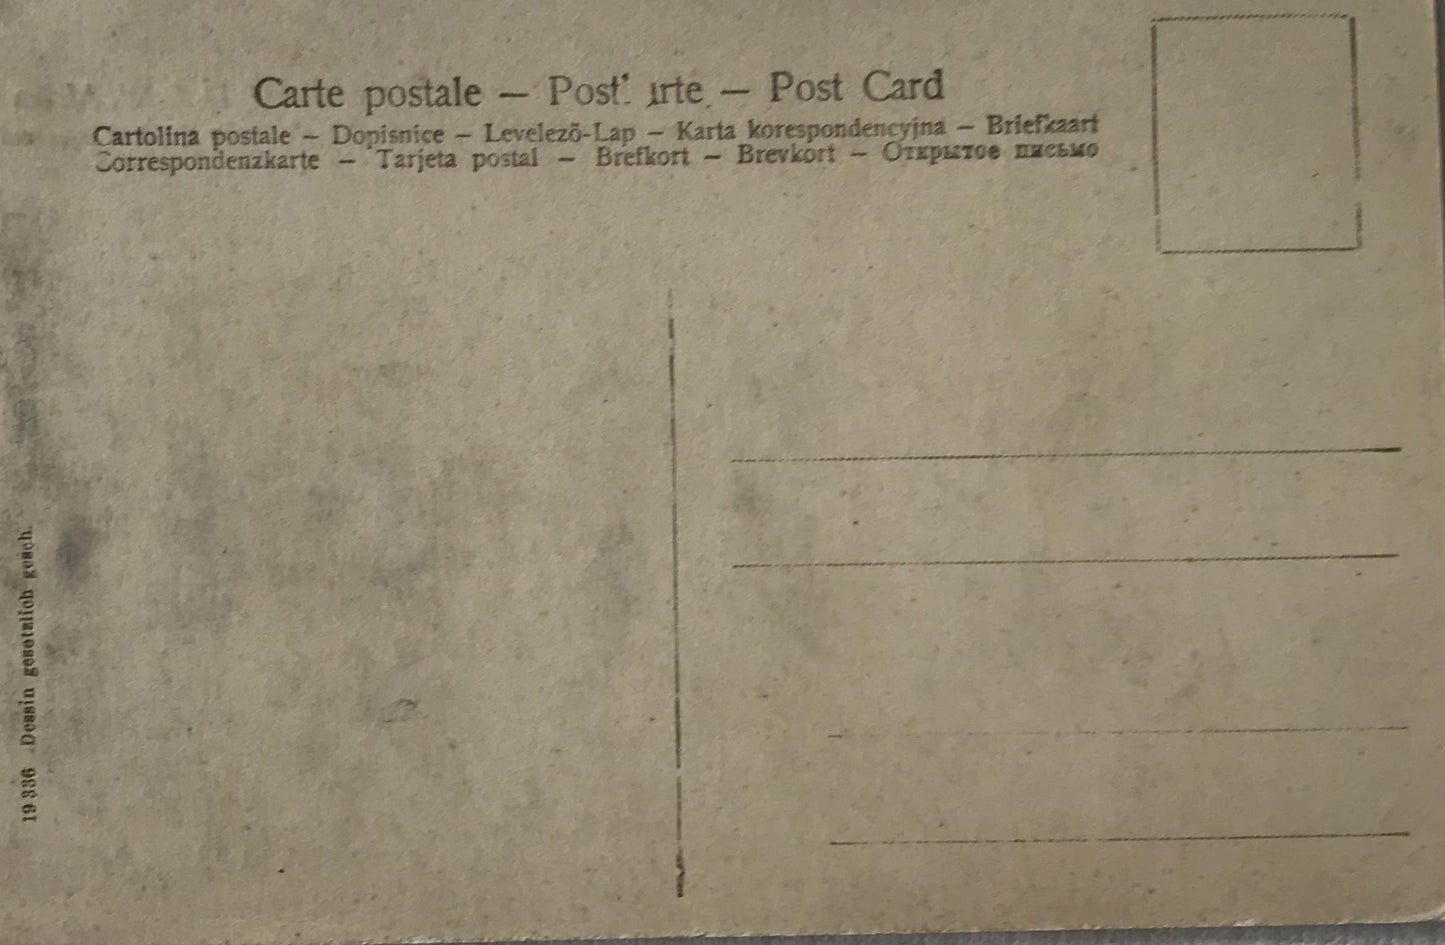 Carte postale — Post' arte — Post Card
Cartolina postale — Dopisnice — Levelezõ-Lap — Karta korespondencyjna — Briefkaart
Correspondenzkarte — Tarjeta postal — Brefkort — Brevkort — Открытое письмо
19 336 Dessin gesetzlich gesch.